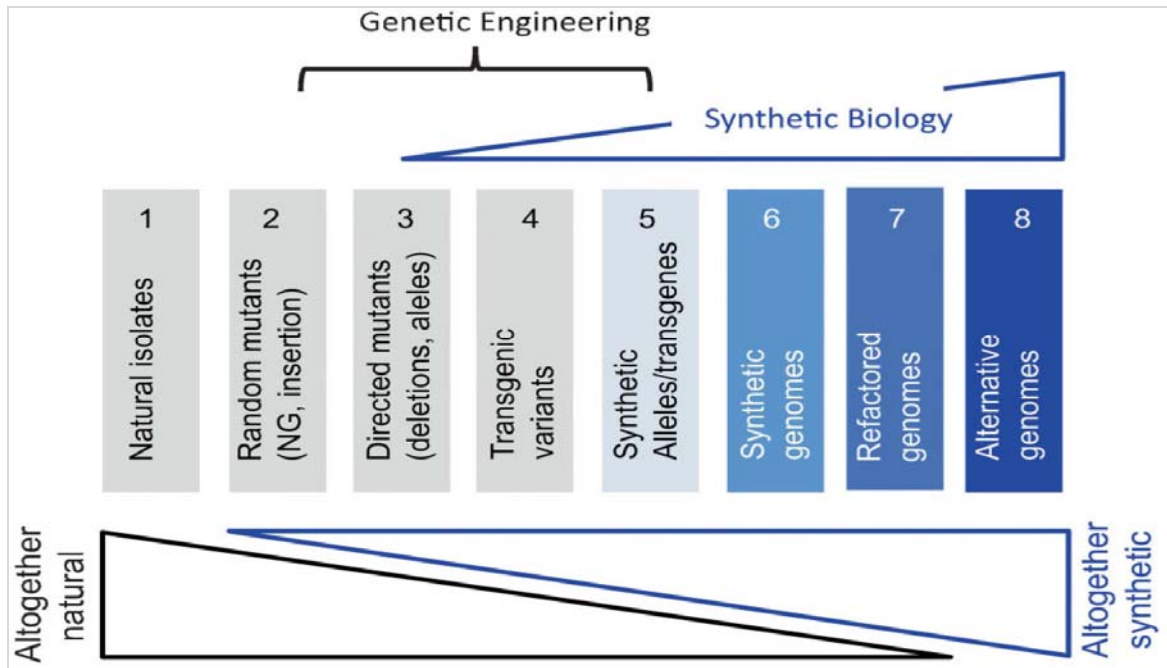 Genetic Engineering
Synthetic Biology
1
Natural isolates
2
Random mutants
(NG, insertion)
3
Directed mutants
(deletions, aleles)
4
Transgenic
variants
5
Synthetic
Alleles/transgenes
6
Synthetic
genomes
7
Refactored
genomes
8
Alternative
genomes
Altogether
natural
Altogether
synthetic